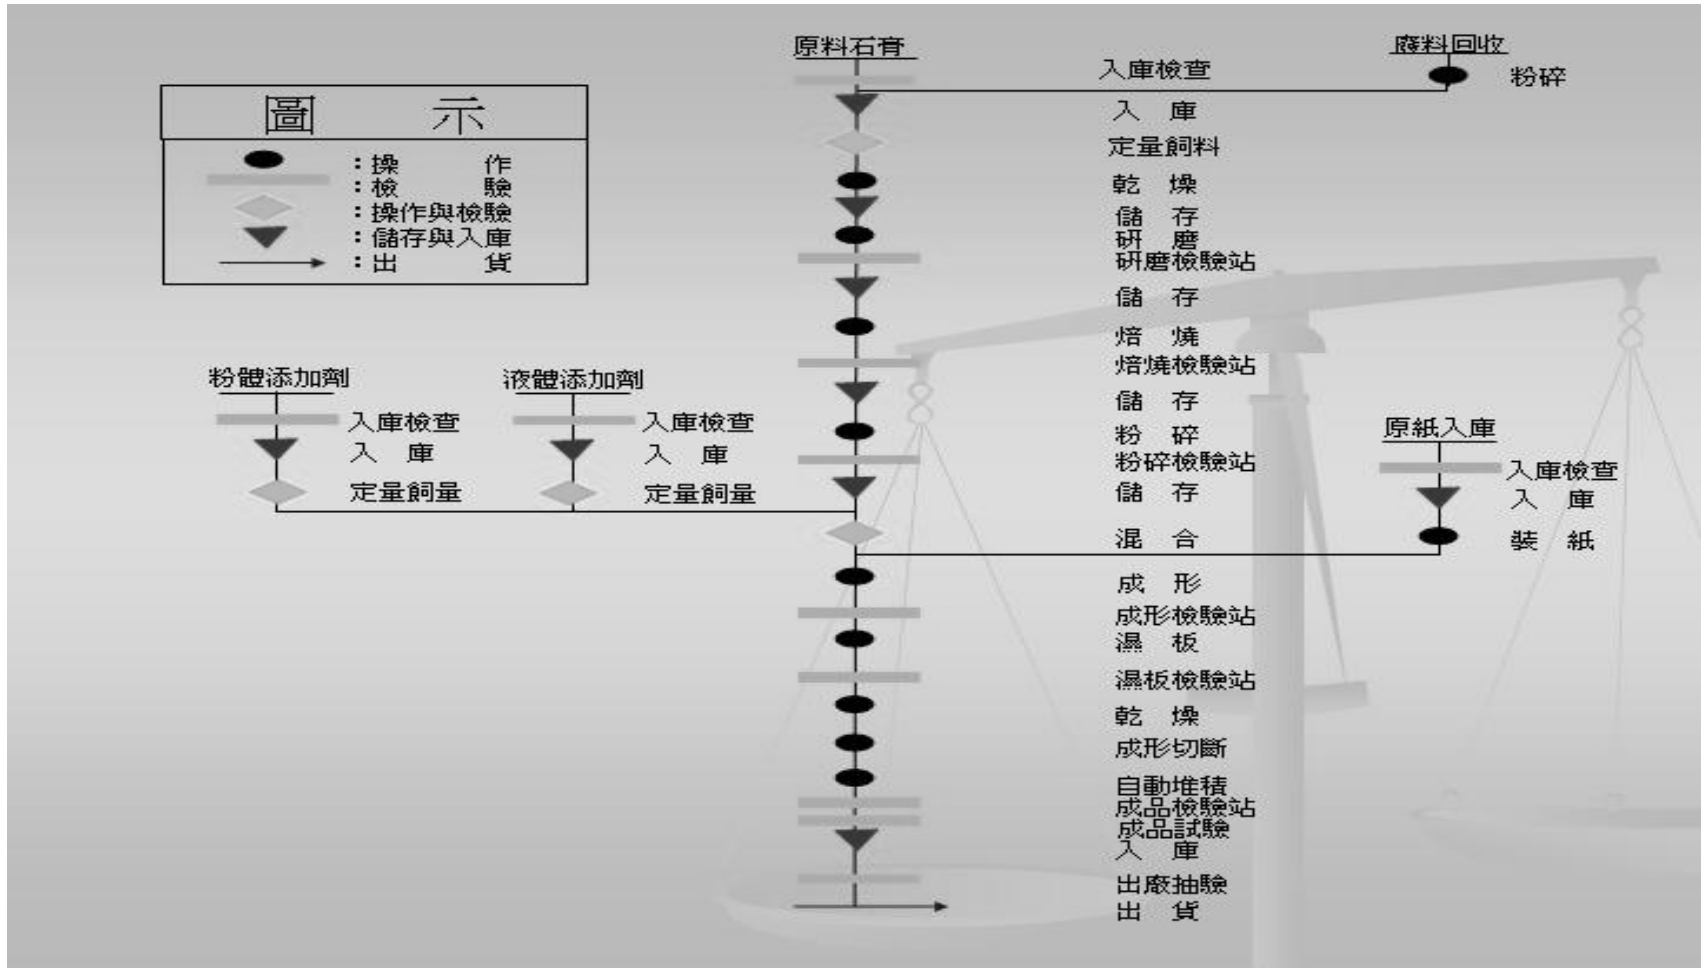 原料石膏
廢料回收
粉碎
圖 示
：操 作
：檢 驗
：操作與檢驗
：儲存與入庫
：出 貨
入庫檢查
入 庫
定量飼料
乾 燥
儲 存
研 磨
研磨檢驗站
儲 存
焙 燒
焙燒檢驗站
儲 存
粉 碎
粉碎檢驗站
儲 存
混 合
成 形
成形檢驗站
濕 板
濕板檢驗站
乾 燥
成形切斷
自動堆積
成品檢驗站
成品試驗
入 庫
出廠抽驗
出 貨
粉體添加劑
入庫檢查
入 庫
定量飼量
液體添加劑
入庫檢查
入 庫
定量飼量
原紙入庫
入庫檢查
入 庫
裝 紙